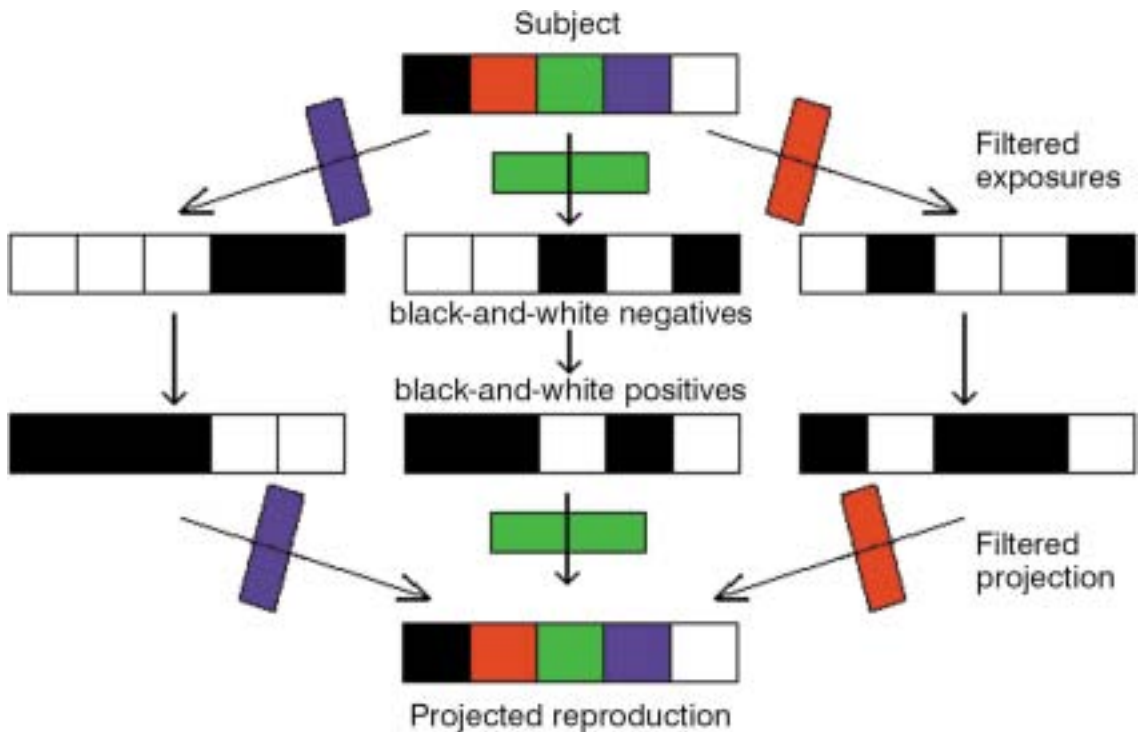 Subject
Filtered
exposures
black-and-white negatives
black-and-white positives
Filtered
projection
Projected reproduction